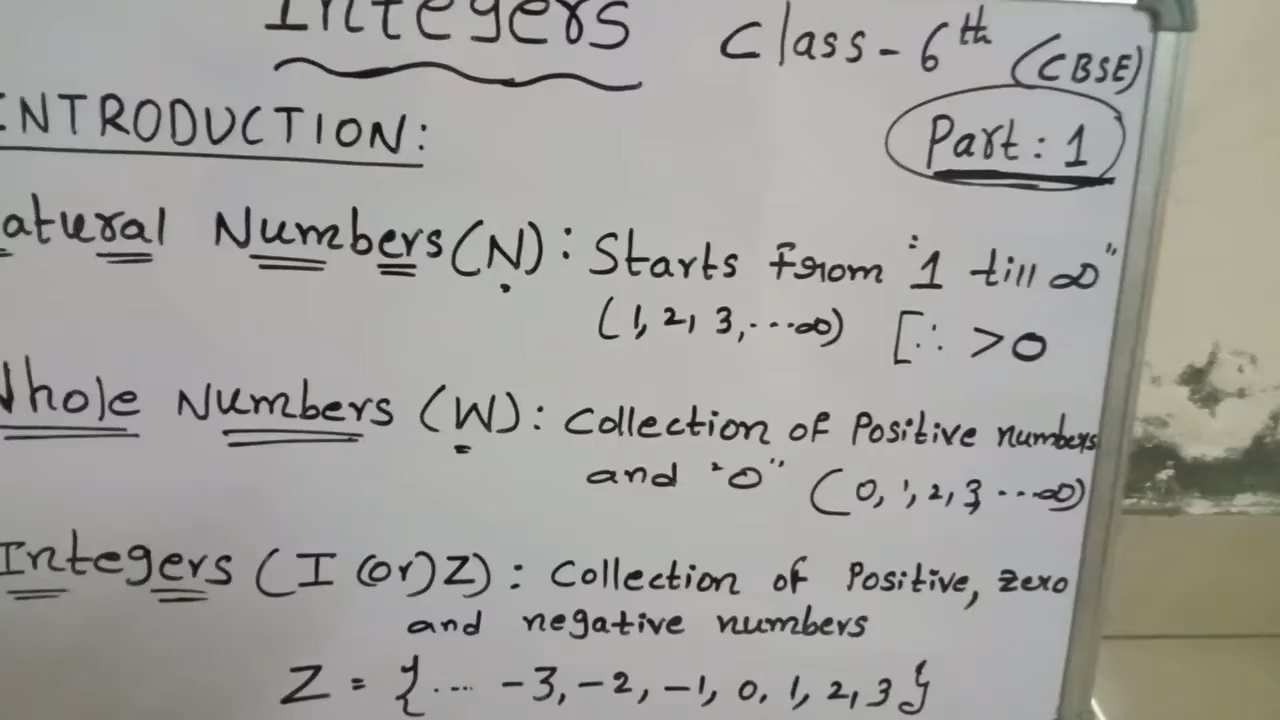 Integers Class - 6th (CBSE)
INTRODUCTION:
Part: 1
atural Numbers (N): Starts from "1 till ∞"
(1, 2, 3, ....∞) [∵ >0
Whole Numbers (W): Collection of Positive numbers
and "0" (0, 1, 2, 3 ....∞)
Integers (I (or) Z): Collection of Positive, zero
and negative numbers
Z = {.... -3, -2, -1, 0, 1, 2, 3}